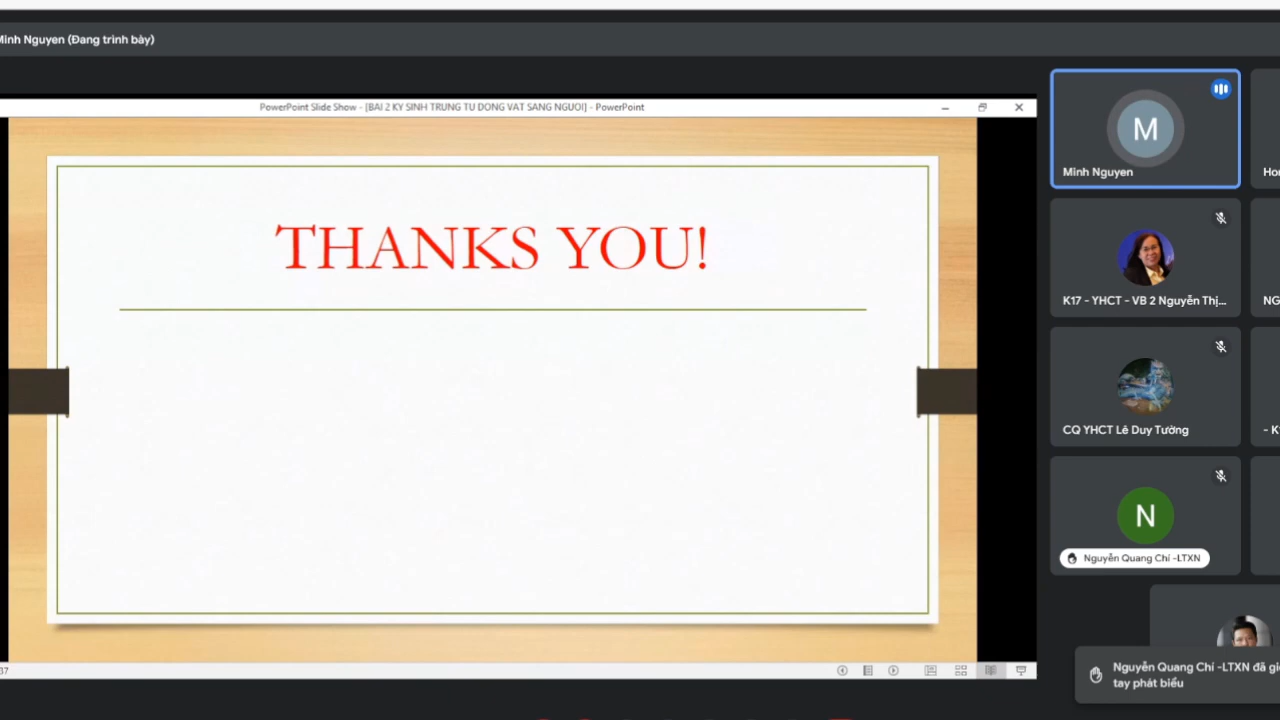 Minh Nguyen (Đang trình bày)
PowerPoint Slide Show - [BAI 2 KY SINH TRUNG TU DONG VAT SANG NGUOI] - PowerPoint
THANKS YOU!
M
Minh Nguyen
K17 - YHCT - VB 2 Nguyễn Thị...
NG
CQ YHCT Lê Duy Tường
- K
N
Nguyễn Quang Chí -LTXN
Nguyễn Quang Chí -LTXN đã gi
tay phát biểu